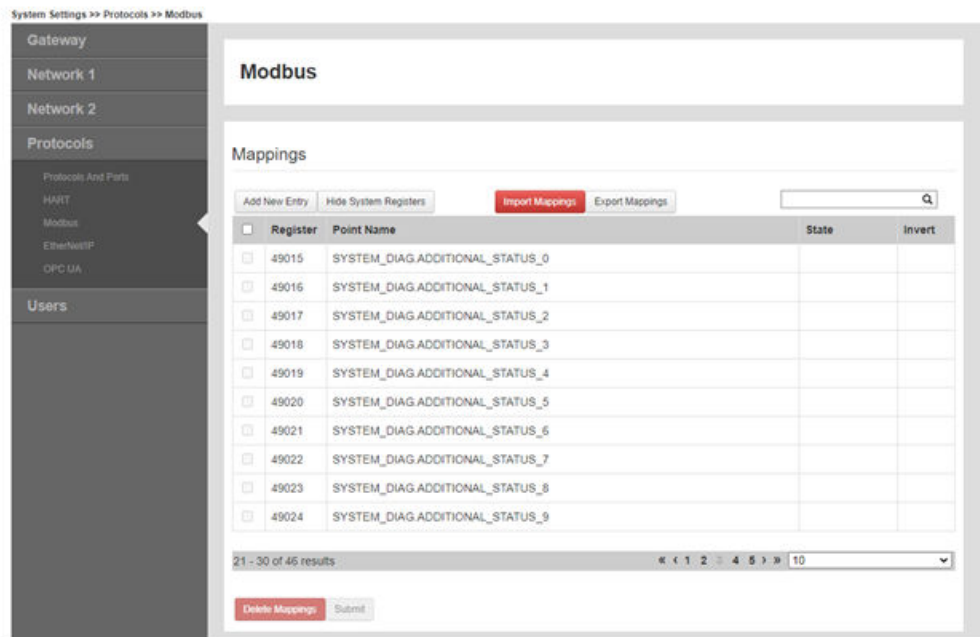 System Settings >> Protocols >> Modbus
Gateway
Network 1
Network 2
Protocols
Protocols And Ports
HART
Modbus
EtherNet/IP
OPC UA
Users
Modbus
Mappings
Add New Entry Hide System Registers Import Mappings Export Mappings
Register Point Name State Invert
49015 SYSTEM_DIAG.ADDITIONAL_STATUS_0
49016 SYSTEM_DIAG.ADDITIONAL_STATUS_1
49017 SYSTEM_DIAG.ADDITIONAL_STATUS_2
49018 SYSTEM_DIAG.ADDITIONAL_STATUS_3
49019 SYSTEM_DIAG.ADDITIONAL_STATUS_4
49020 SYSTEM_DIAG.ADDITIONAL_STATUS_5
49021 SYSTEM_DIAG.ADDITIONAL_STATUS_6
49022 SYSTEM_DIAG.ADDITIONAL_STATUS_7
49023 SYSTEM_DIAG.ADDITIONAL_STATUS_8
49024 SYSTEM_DIAG.ADDITIONAL_STATUS_9
21 - 30 of 46 results « ‹ 1 2 3 4 5 › » 10
Delete Mappings Submit